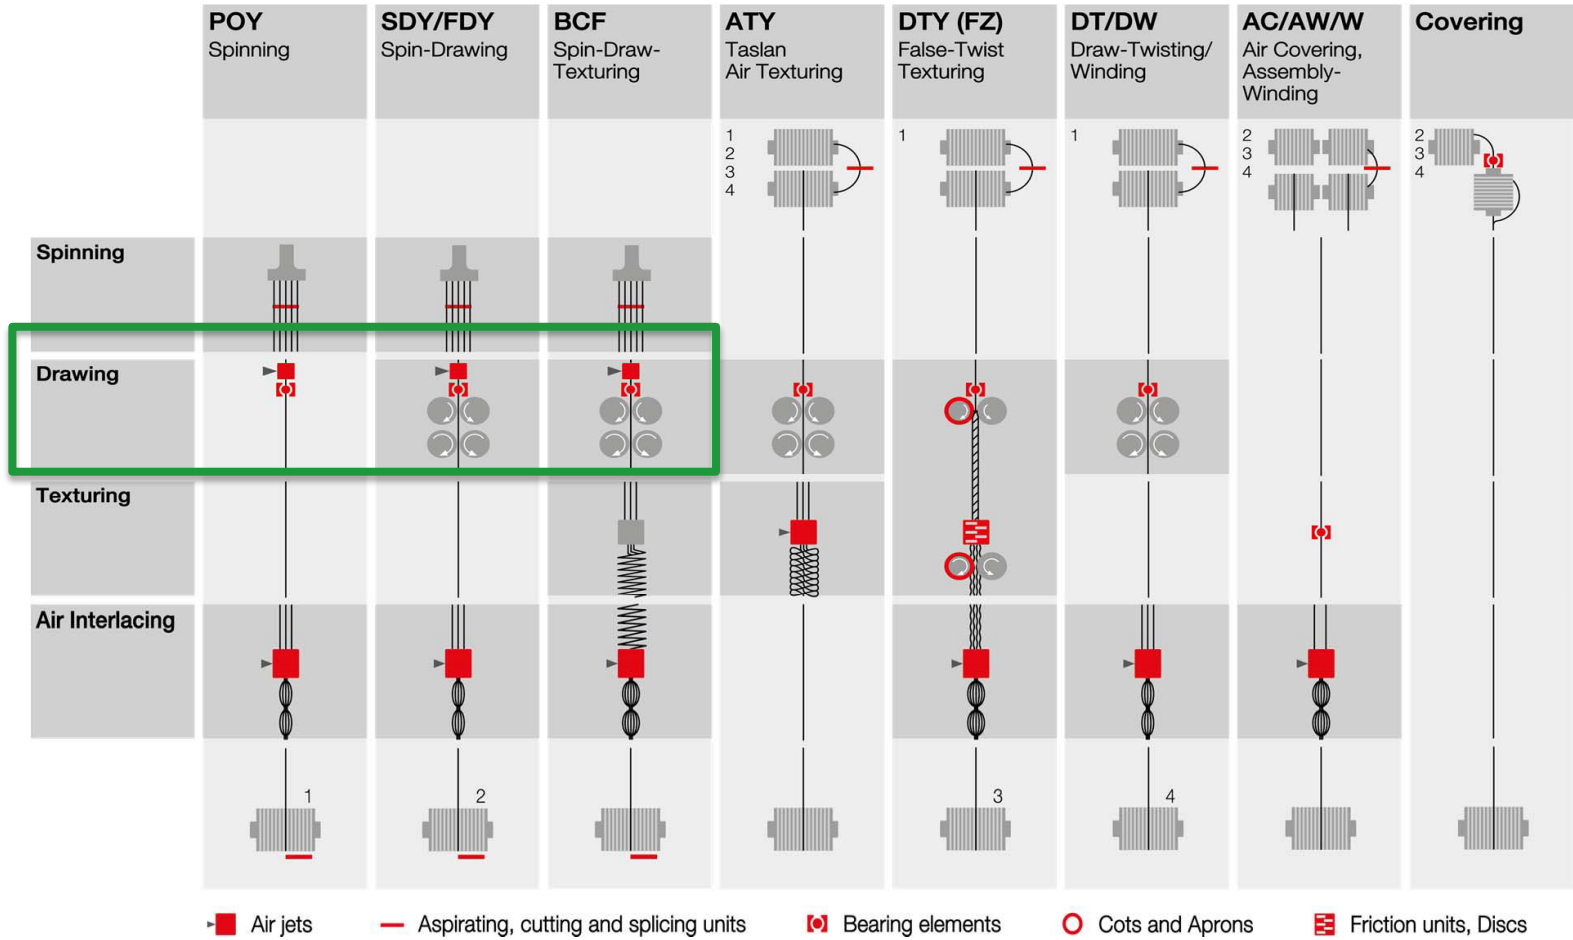 POY
Spinning
SDY/FDY
Spin-Drawing
BCF
Spin-Draw-
Texturing
ATY
Taslan
Air Texturing
DTY (FZ)
False-Twist
Texturing
DT/DW
Draw-Twisting/
Winding
AC/AW/W
Air Covering,
Assembly-
Winding
Covering
1
2
3
4
1
1
2
3
4
2
3
4
Spinning
Drawing
Texturing
Air Interlacing
1
2
3
4
Air jets
Aspirating, cutting and splicing units
Bearing elements
Cots and Aprons
Friction units, Discs